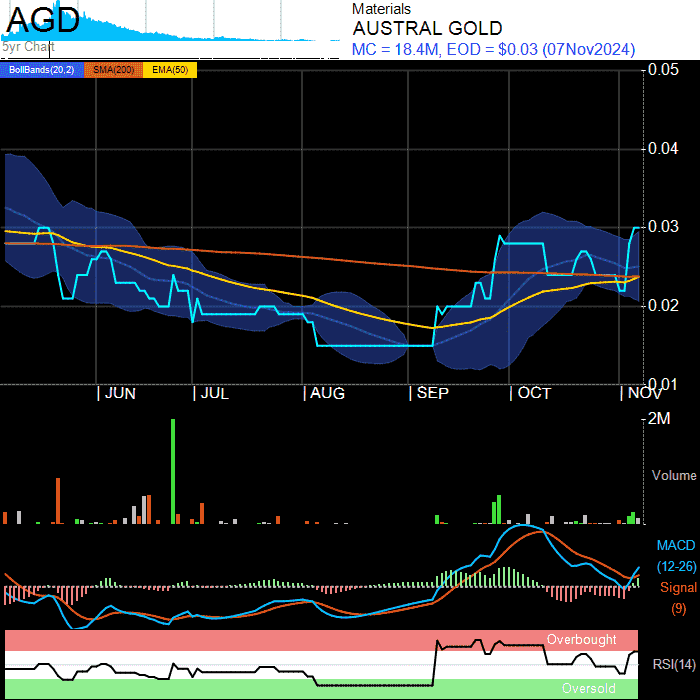 AGD
5yr Chart
Materials
AUSTRAL GOLD
MC = 18.4M, EOD = $0.03 (07Nov2024)
BollBands(20,2) SMA(200) EMA(50)
0.05
0.04
0.03
0.02
0.01
JUN JUL AUG SEP OCT NOV
2M
Volume
MACD
(12-26)
Signal
(9)
Overbought
RSI(14)
Oversold